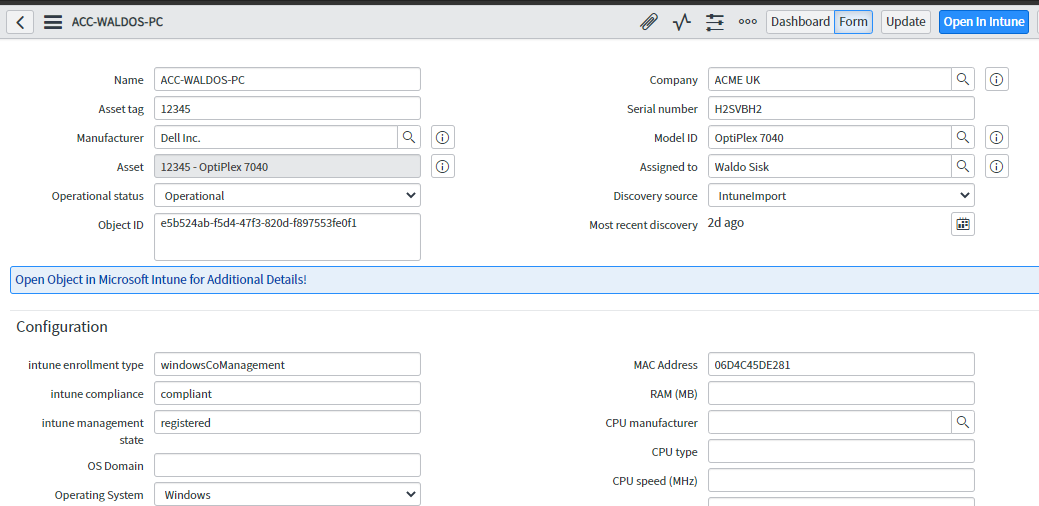 ACC-WALDOS-PC
Dashboard Form Update Open In Intune
Name ACC-WALDOS-PC Company ACME UK
Asset tag 12345 Serial number H2SVBH2
Manufacturer Dell Inc. Model ID OptiPlex 7040
Asset 12345 - OptiPlex 7040 Assigned to Waldo Sisk
Operational status Operational Discovery source IntuneImport
Object ID e5b524ab-f5d4-47f3-820d-f897553fe0f1 Most recent discovery 2d ago
Open Object in Microsoft Intune for Additional Details!
Configuration
intune enrollment type windowsCoManagement MAC Address 06D4C45DE281
intune compliance compliant RAM (MB)
intune management registered CPU manufacturer
state
CPU type
OS Domain
CPU speed (MHz)
Operating System Windows